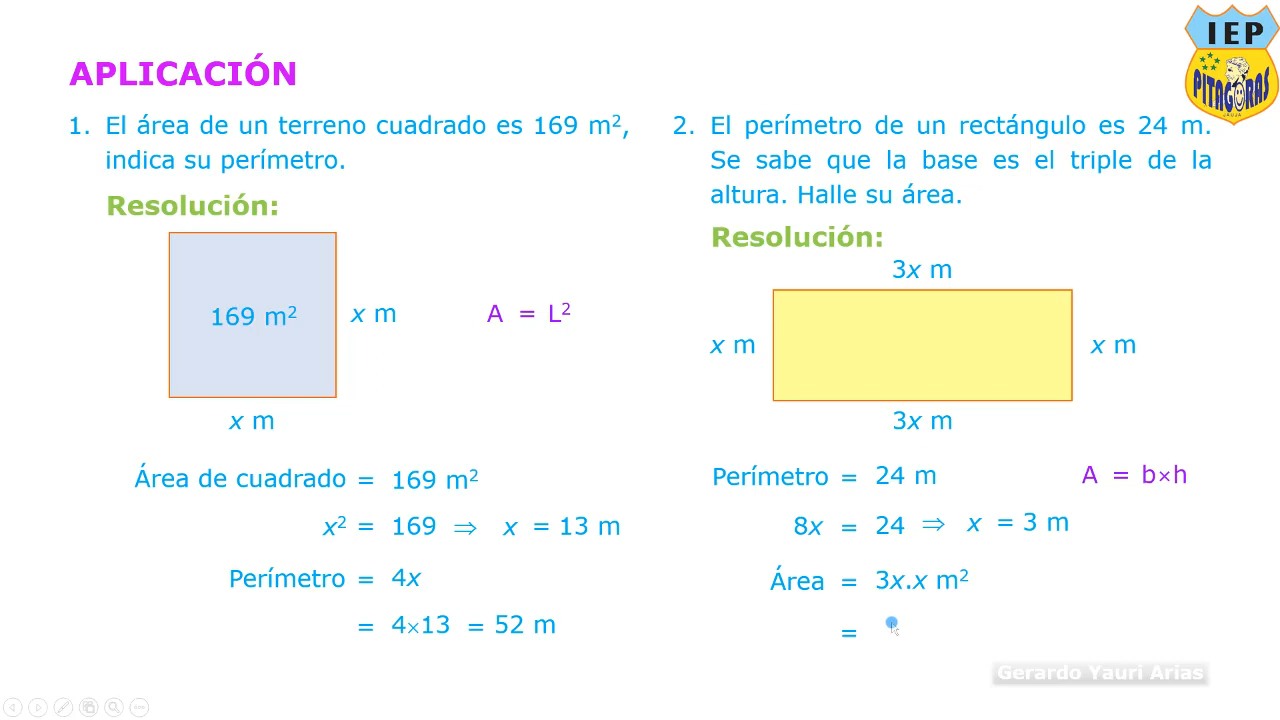 IEP
PITAGORAS
JAUJA
APLICACIÓN
1. El área de un terreno cuadrado es 169 m²,
indica su perímetro.
Resolución:
169 m²
x m
A = L²
x m
Área de cuadrado = 169 m²
x² = 169 ⇒ x = 13 m
Perímetro = 4x
= 4×13 = 52 m
2. El perímetro de un rectángulo es 24 m.
Se sabe que la base es el triple de la
altura. Halle su área.
Resolución:
3x m
x m
x m
3x m
Perímetro = 24 m
A = b×h
8x = 24 ⇒ x = 3 m
Área = 3x.x m²
=
Gerardo Yauri Arias